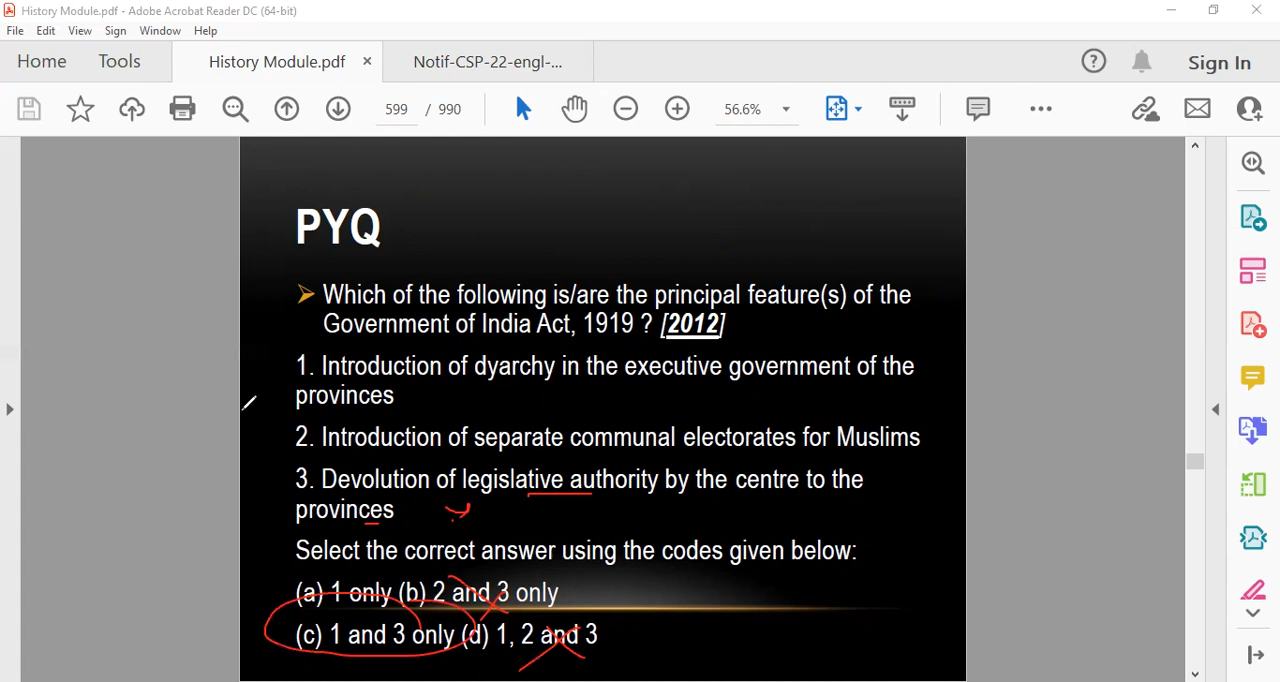 History Module.pdf - Adobe Acrobat Reader DC (64-bit)
File Edit View Sign Window Help
Home Tools History Module.pdf × Notif-CSP-22-engl-... Sign In
599 / 990 56.6%
PYQ
Which of the following is/are the principal feature(s) of the
Government of India Act, 1919 ? [2012]
1. Introduction of dyarchy in the executive government of the
provinces
2. Introduction of separate communal electorates for Muslims
3. Devolution of legislative authority by the centre to the
provinces
Select the correct answer using the codes given below:
(a) 1 only (b) 2 and 3 only
(c) 1 and 3 only (d) 1, 2 and 3